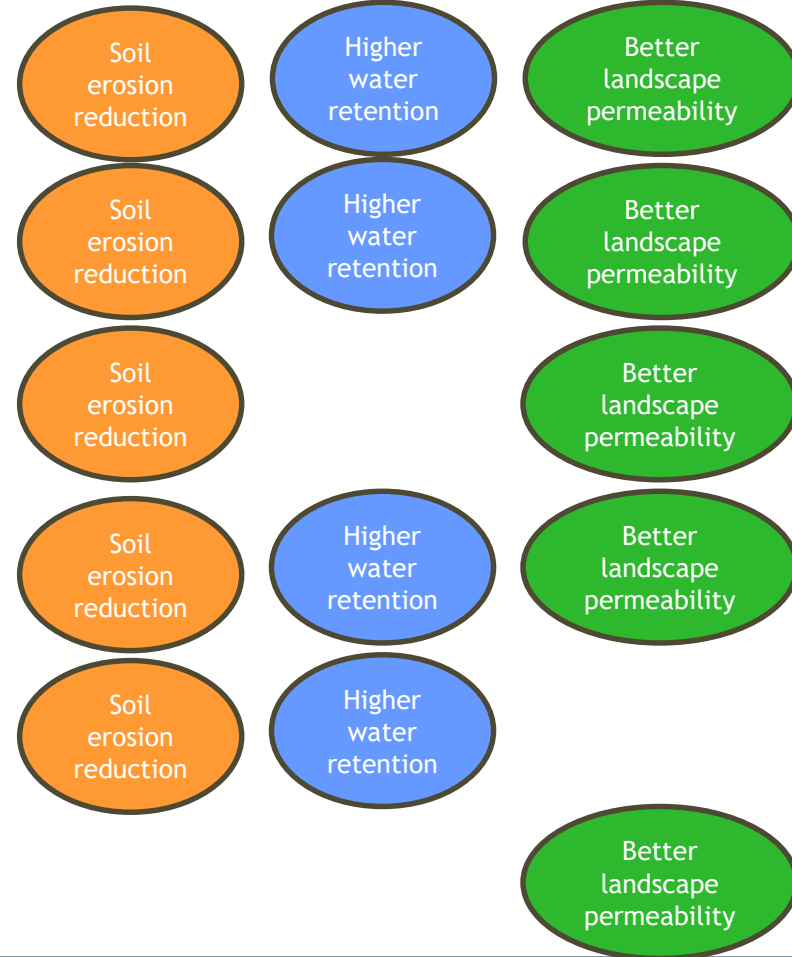 Soil
erosion
reduction
Higher
water
retention
Better
landscape
permeability
Soil
erosion
reduction
Higher
water
retention
Better
landscape
permeability
Soil
erosion
reduction
Better
landscape
permeability
Soil
erosion
reduction
Higher
water
retention
Better
landscape
permeability
Soil
erosion
reduction
Higher
water
retention
Better
landscape
permeability